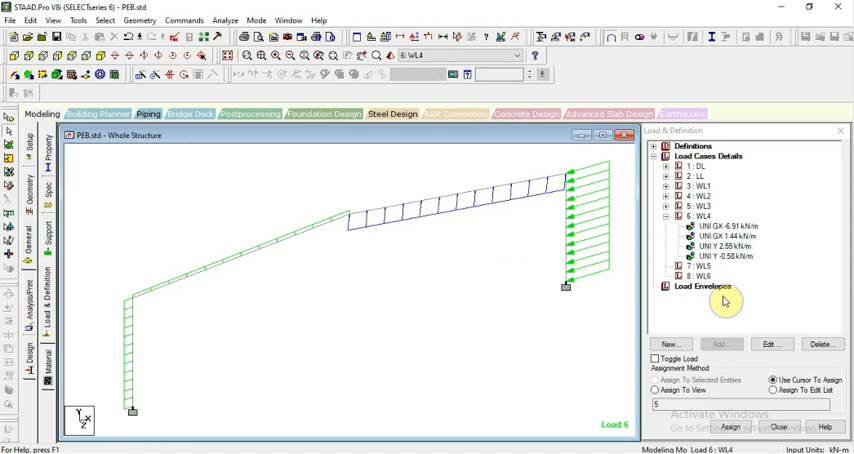 STAAD.Pro V8i (SELECTseries 6) - PEB.std
File Edit View Tools Select Geometry Commands Analyze Mode Window Help
6: WL4
Modeling Building Planner Piping Bridge Deck Postprocessing Foundation Design Steel Design RAM Connection Concrete Design Advanced Slab Design Earthquake
PEB.std - Whole Structure
Setup
Geometry
General
Analysis/Print
Design
Property
Spec
Support
Load & Definition
Material
Y
X
Z
Load 6
Load & Definition
Definitions
Load Cases Details
1 : DL
2 : LL
3 : WL1
4 : WL2
5 : WL3
6 : WL4
UNI GX -6.91 kN/m
UNI GX 1.44 kN/m
UNI Y 2.55 kN/m
UNI Y -0.58 kN/m
7 : WL5
8 : WL6
Load Envelopes
New... Add... Edit ... Delete...
Toggle Load
Assignment Method
Assign To Selected Entities Use Cursor To Assign
Assign To View Assign To Edit List
5
Activate Windows
Assign Close Help
Go to Settings to activate Windows.
For Help, press F1
Modeling Mo Load 6 : WL4 Input Units: kN-m